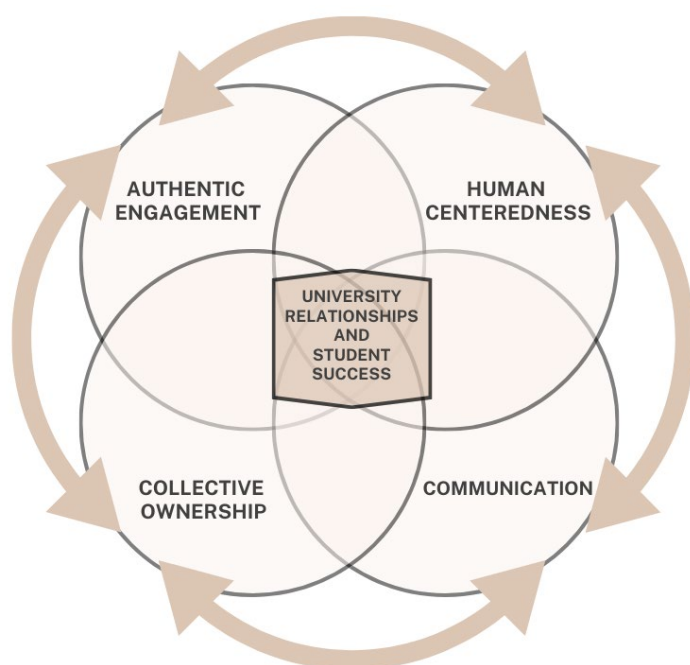 AUTHENTIC
ENGAGEMENT
HUMAN
CENTEREDNESS
UNIVERSITY
RELATIONSHIPS
AND
STUDENT
SUCCESS
COLLECTIVE
OWNERSHIP
COMMUNICATION